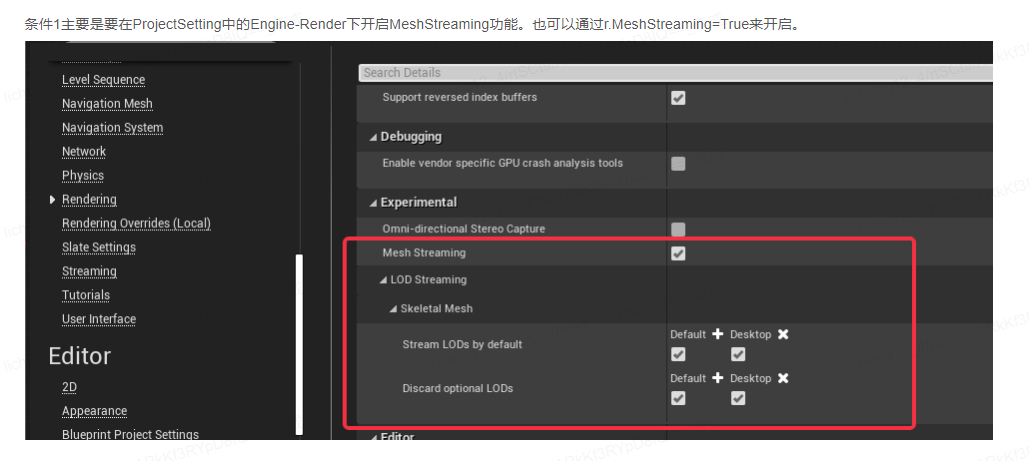 条件1主要是要在ProjectSetting中的Engine-Render下开启MeshStreaming功能。也可以通过r.MeshStreaming=True来开启。
Level Sequence
Navigation Mesh
Navigation System
Network
Physics
Rendering
Rendering Overrides (Local)
Slate Settings
Streaming
Tutorials
User Interface
Editor
2D
Appearance
Blueprint Project Settings
Search Details
Support reversed index buffers
Debugging
Enable vendor specific GPU crash analysis tools
Experimental
Omni-directional Stereo Capture
Mesh Streaming
LOD Streaming
Skeletal Mesh
Stream LODs by default
Default Desktop
Discard optional LODs
Default Desktop
Editor